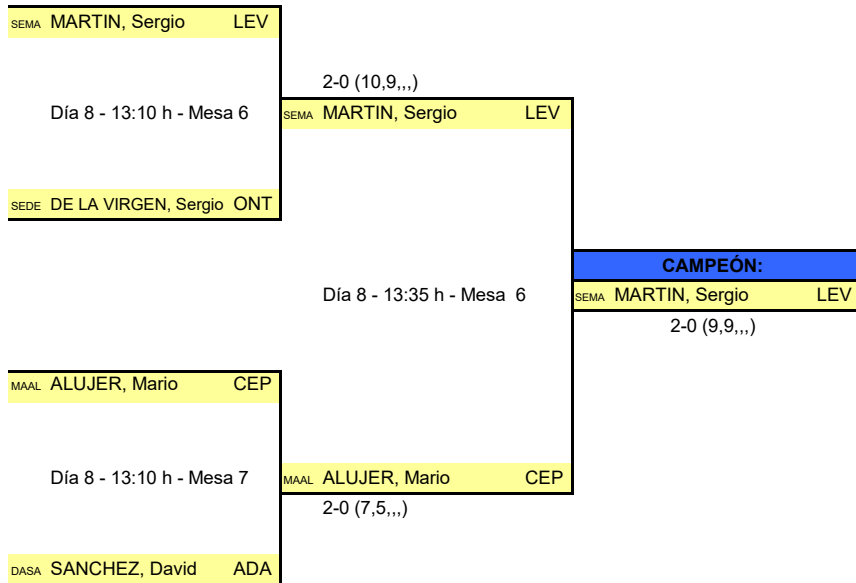 SEMA MARTIN, Sergio LEV
2-0 (10,9,,,)
Día 8 - 13:10 h - Mesa 6
SEMA MARTIN, Sergio LEV
SEDE DE LA VIRGEN, Sergio ONT
CAMPEÓN:
Día 8 - 13:35 h - Mesa 6
SEMA MARTIN, Sergio LEV
2-0 (9,9,,,)
MAAL ALUJER, Mario CEP
Día 8 - 13:10 h - Mesa 7
MAAL ALUJER, Mario CEP
2-0 (7,5,,,)
DASA SANCHEZ, David ADA